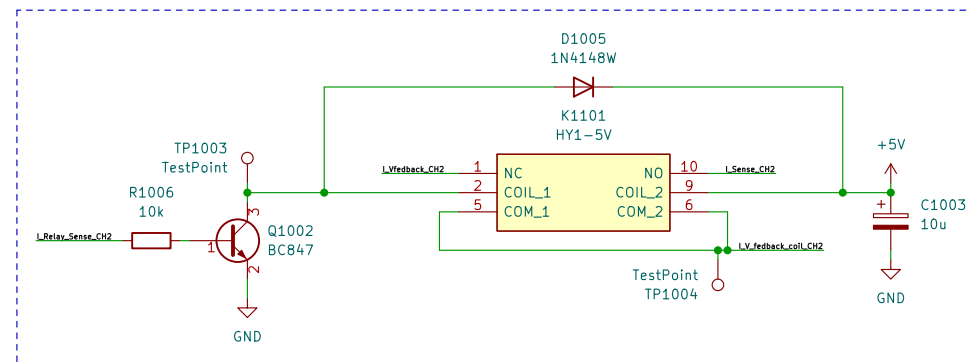 D1005
1N4148W
K1101
HY1-5V
TP1003
TestPoint
+5V
I_Vfedback_CH2
1
NC
NO
10
I_Sense_CH2
R1006
10k
2
COIL_1
COIL_2
9
+
C1003
10u
5
COM_1
COM_2
6
3
I_Relay_Sense_CH2
1
Q1002
BC847
I_V_fedback_coil_CH2
2
TestPoint
TP1004
GND
GND